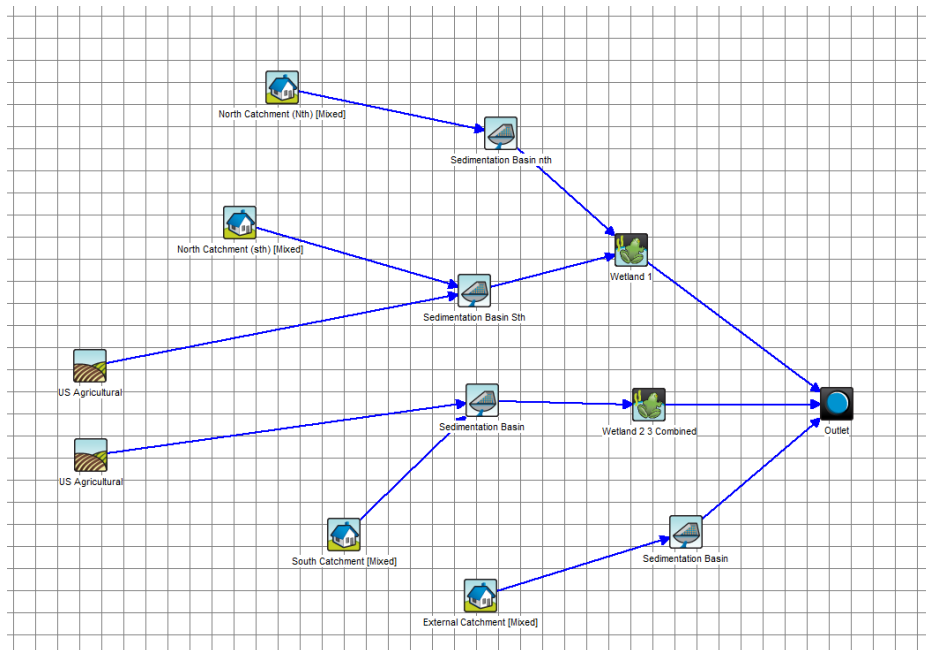 North Catchment (Nth) [Mixed]
Sedimentation Basin nth
North Catchment (sth) [Mixed]
Wetland 1
Sedimentation Basin Sth
US Agricultural
Sedimentation Basin
Wetland 2 3 Combined
Outlet
US Agricultural
South Catchment [Mixed]
Sedimentation Basin
External Catchment [Mixed]